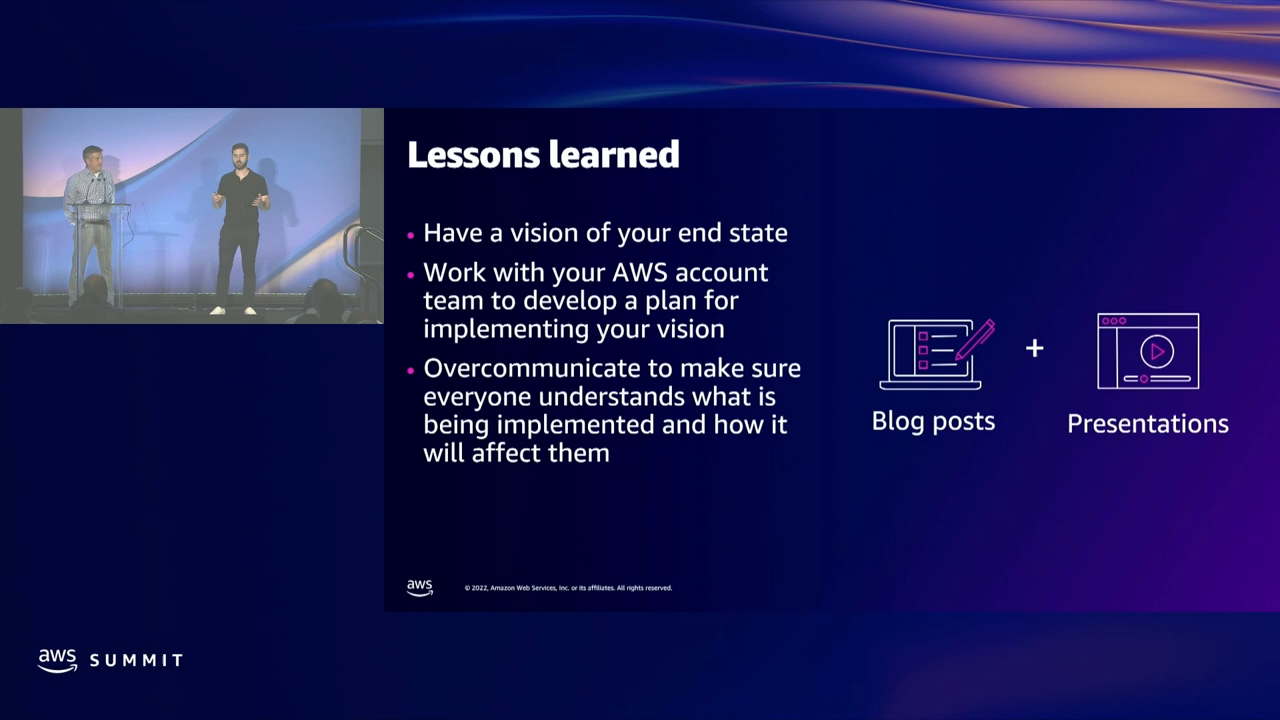 Lessons learned
• Have a vision of your end state
• Work with your AWS account
team to develop a plan for
implementing your vision
• Overcommunicate to make sure
everyone understands what is
being implemented and how it
will affect them
Blog posts
+
Presentations
aws
© 2022, Amazon Web Services, Inc. or its affiliates. All rights reserved.
aws SUMMIT